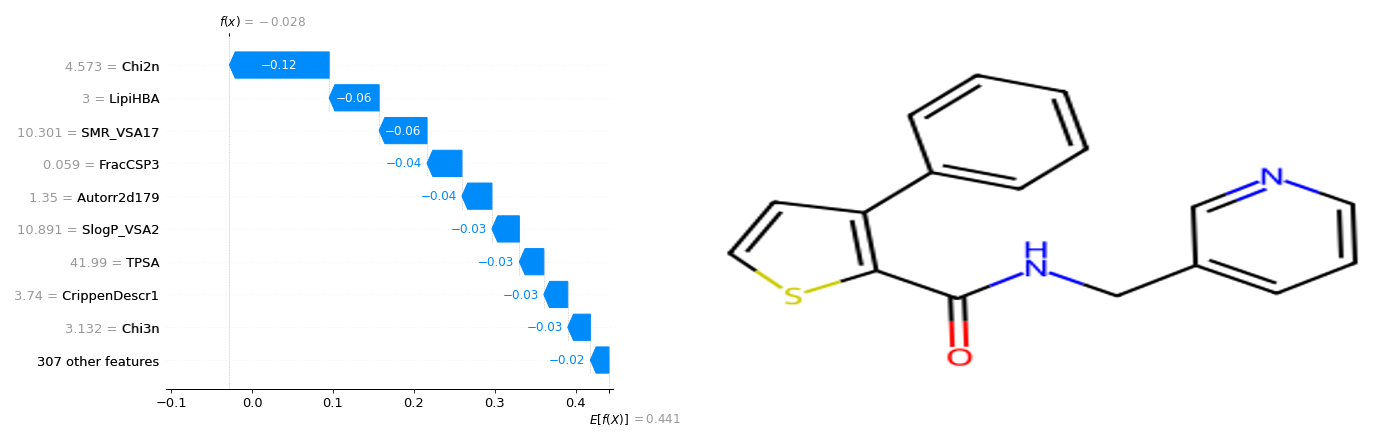 f(x) = −0.028
4.573 = Chi2n −0.12
3 = LipiHBA −0.06
10.301 = SMR_VSA17 −0.06
0.059 = FracCSP3 −0.04
1.35 = Autorr2d179 −0.04
10.891 = SlogP_VSA2 −0.03
41.99 = TPSA −0.03
3.74 = CrippenDescr1 −0.03
3.132 = Chi3n −0.03
307 other features −0.02
−0.1 0.0 0.1 0.2 0.3 0.4
E[f(X)] = 0.441
N
H
N
S
O